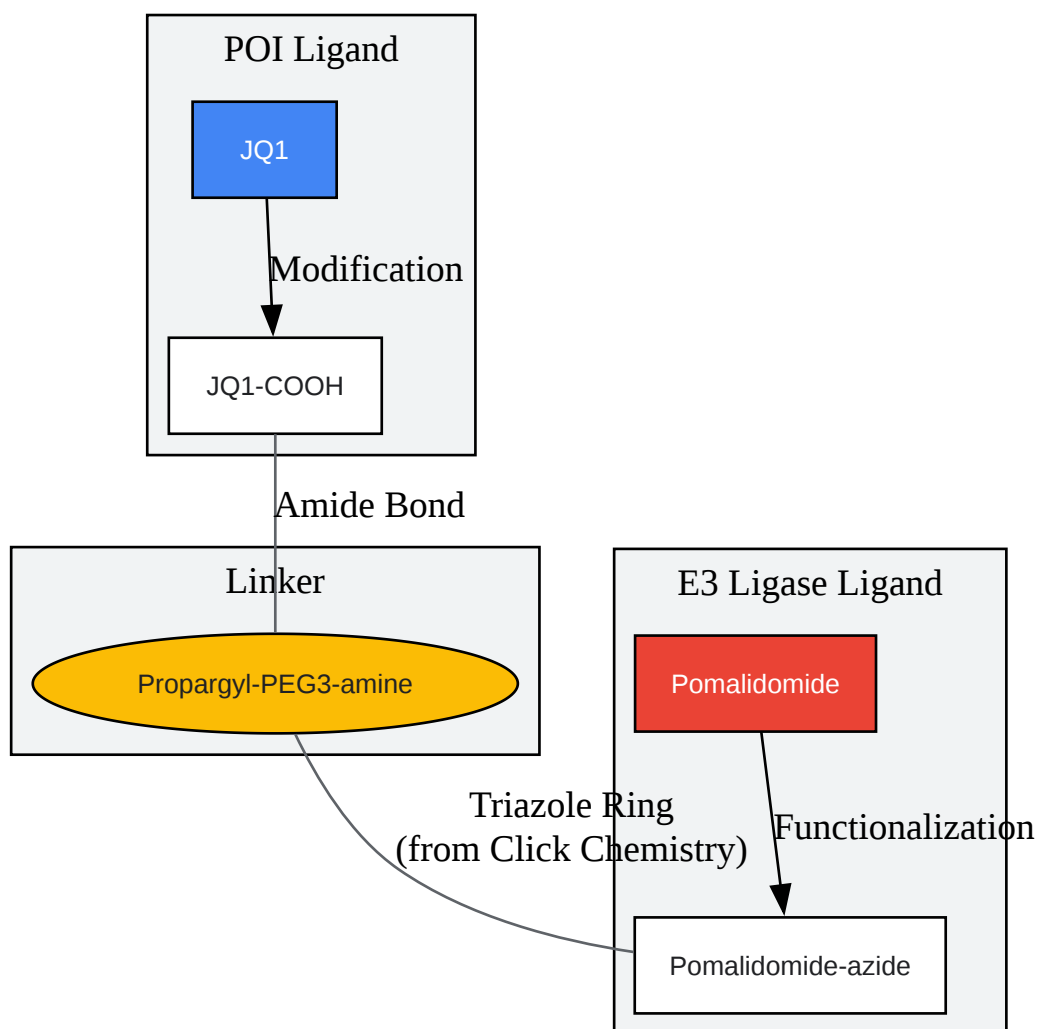 POI Ligand
JQ1
Modification
JQ1-COOH
Amide Bond
Linker
Propargyl-PEG3-amine
E3 Ligase Ligand
Pomalidomide
Triazole Ring
(from Click Chemistry)
Functionalization
Pomalidomide-azide